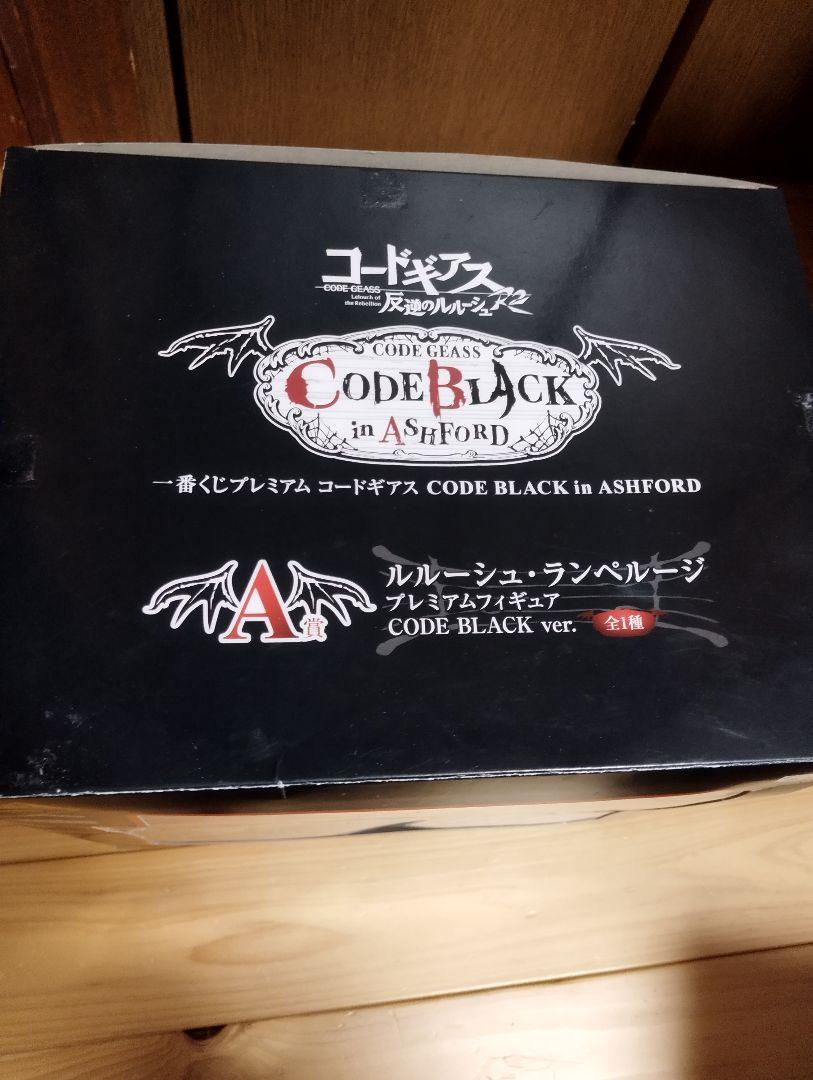 コードギアス
CODE GEASS
Lelouch of
the Rebellion
反逆のルルーシュ R2
CODE GEASS
CODE BLACK
in ASHFORD
一番くじプレミアム コードギアス CODE BLACK in ASHFORD
A賞
ルルーシュ・ランペルージ
プレミアムフィギュア
CODE BLACK ver.
全1種